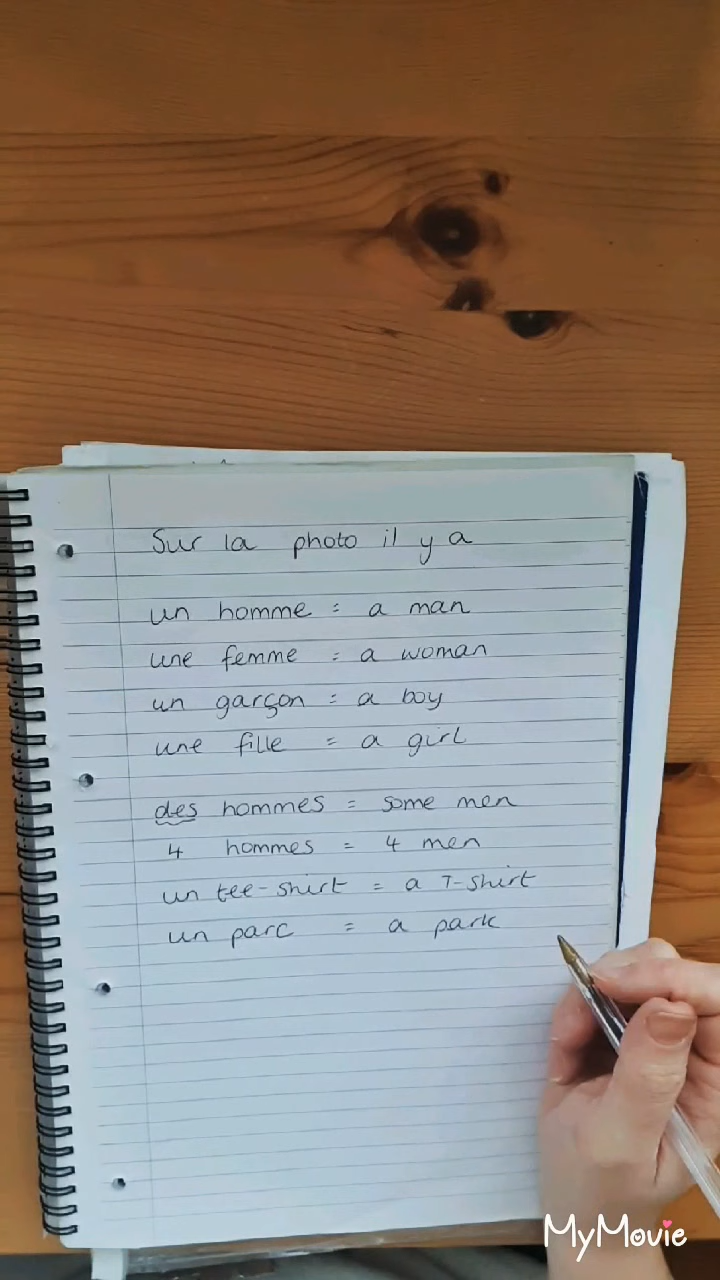 Sur la photo il y a
un homme = a man
une femme = a woman
un garçon = a boy
une fille = a girl
des hommes = some men
4 hommes = 4 men
un tee-shirt = a T-shirt
un parc = a park
MyMovie